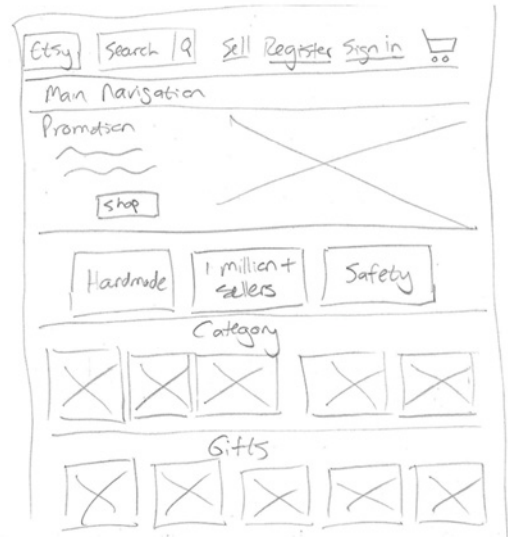 Etsy Search Sell Register Sign in
Main Navigation
Promotion
Shop
Handmade 1 million+ sellers Safety
Category
Gifts